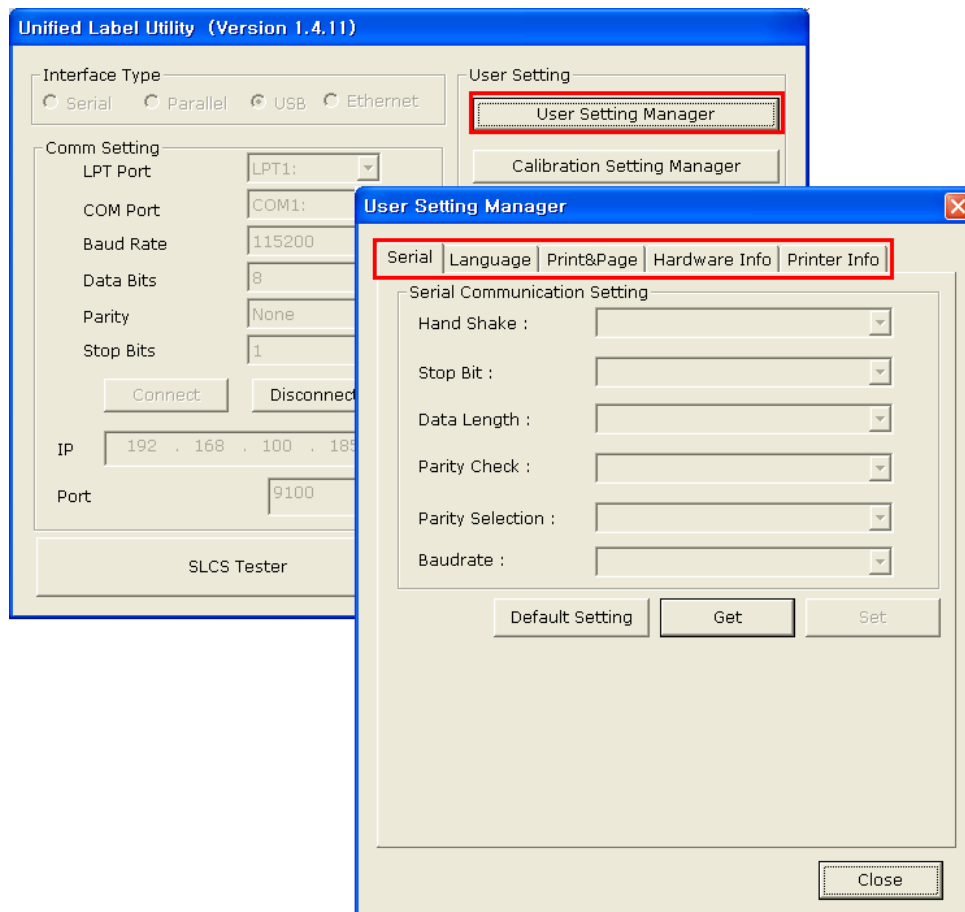 Unified Label Utility (Version 1.4.11)
Interface Type
Serial Parallel USB Ethernet
User Setting
User Setting Manager
Calibration Setting Manager
Comm Setting
LPT Port LPT1:
COM Port COM1:
Baud Rate 115200
Data Bits 8
Parity None
Stop Bits 1
Connect Disconnect
IP 192 . 168 . 100 . 185
Port 9100
SLCS Tester
User Setting Manager
Serial Language Print&Page Hardware Info Printer Info
Serial Communication Setting
Hand Shake :
Stop Bit :
Data Length :
Parity Check :
Parity Selection :
Baudrate :
Default Setting Get Set
Close